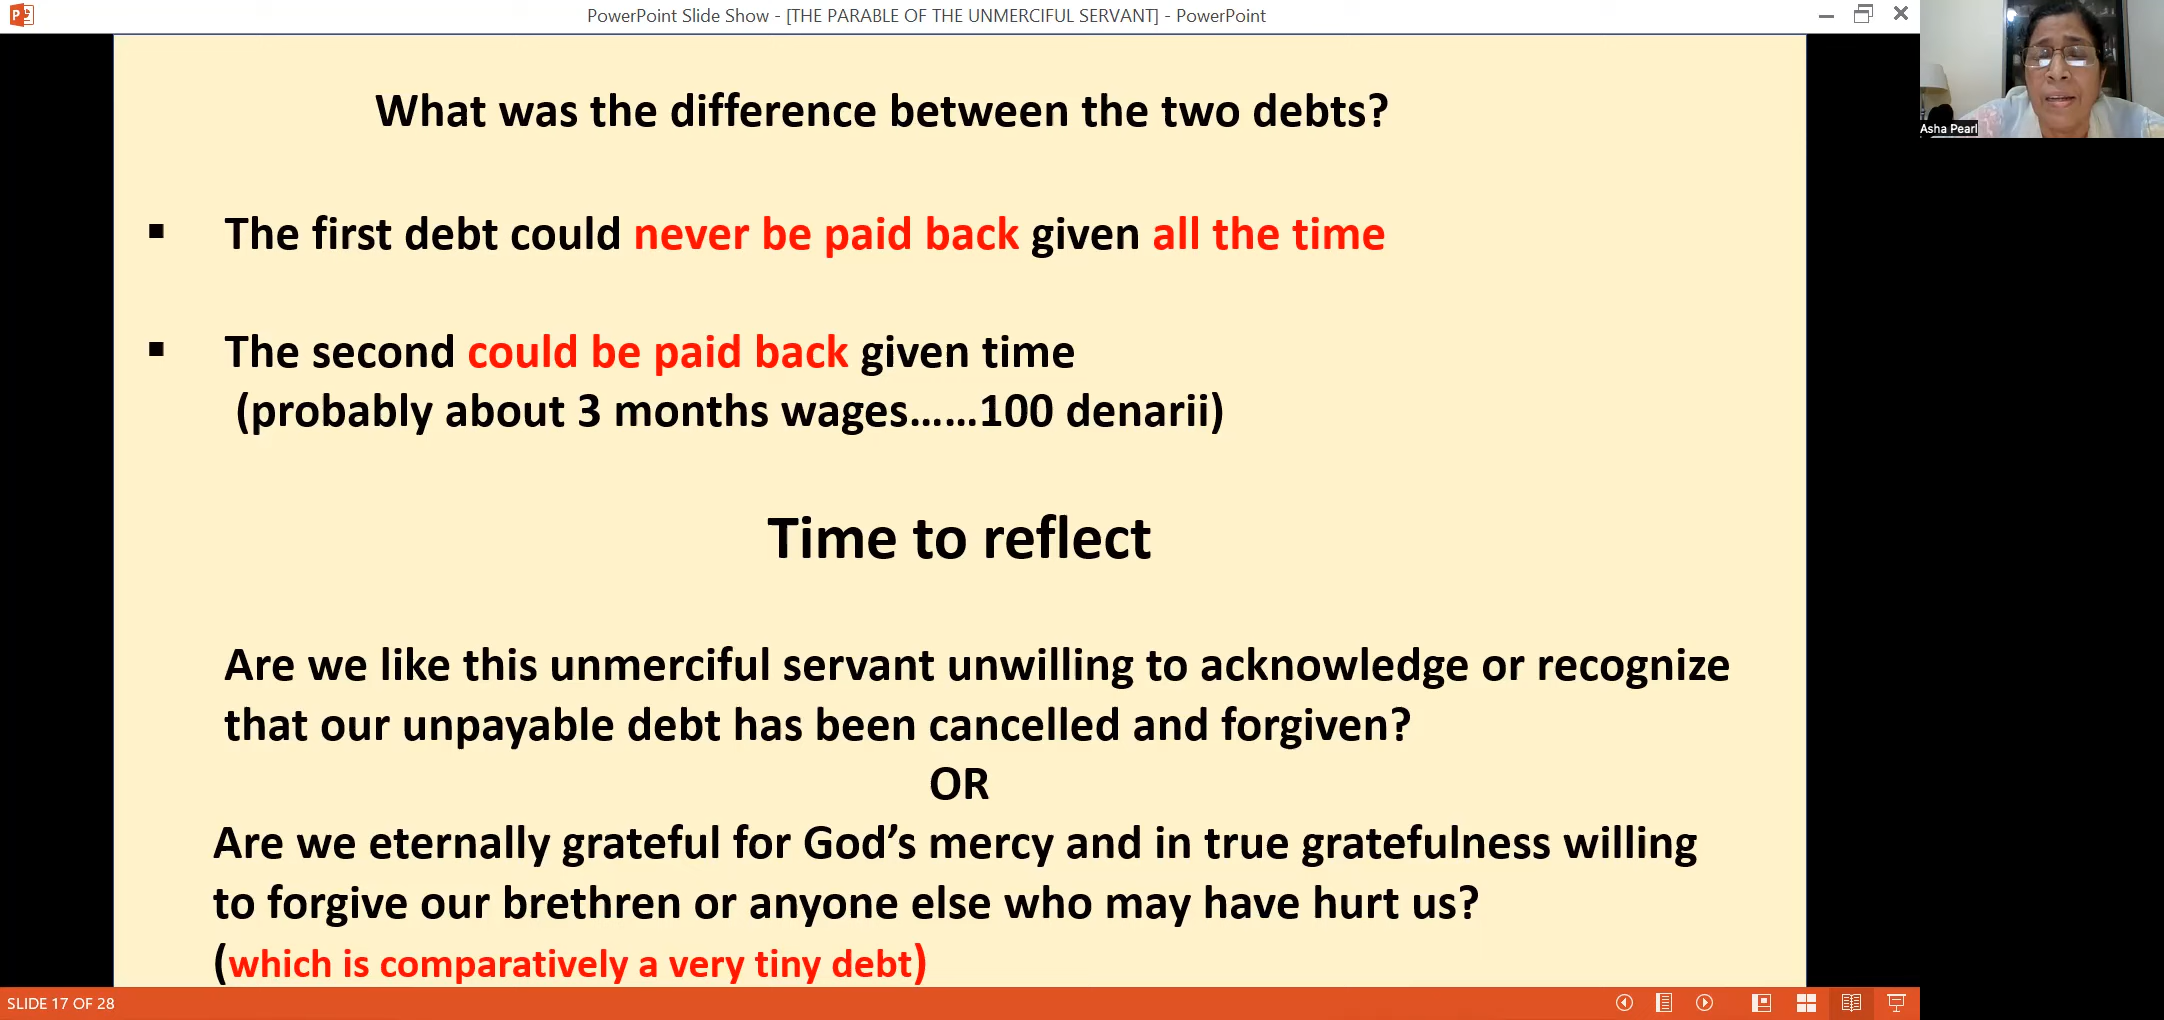 PowerPoint Slide Show - [THE PARABLE OF THE UNMERCIFUL SERVANT] - PowerPoint
Asha Pearl
What was the difference between the two debts?
▪ The first debt could never be paid back given all the time
▪ The second could be paid back given time
(probably about 3 months wages......100 denarii)
Time to reflect
Are we like this unmerciful servant unwilling to acknowledge or recognize
that our unpayable debt has been cancelled and forgiven?
OR
Are we eternally grateful for God’s mercy and in true gratefulness willing
to forgive our brethren or anyone else who may have hurt us?
(which is comparatively a very tiny debt)
SLIDE 17 OF 28